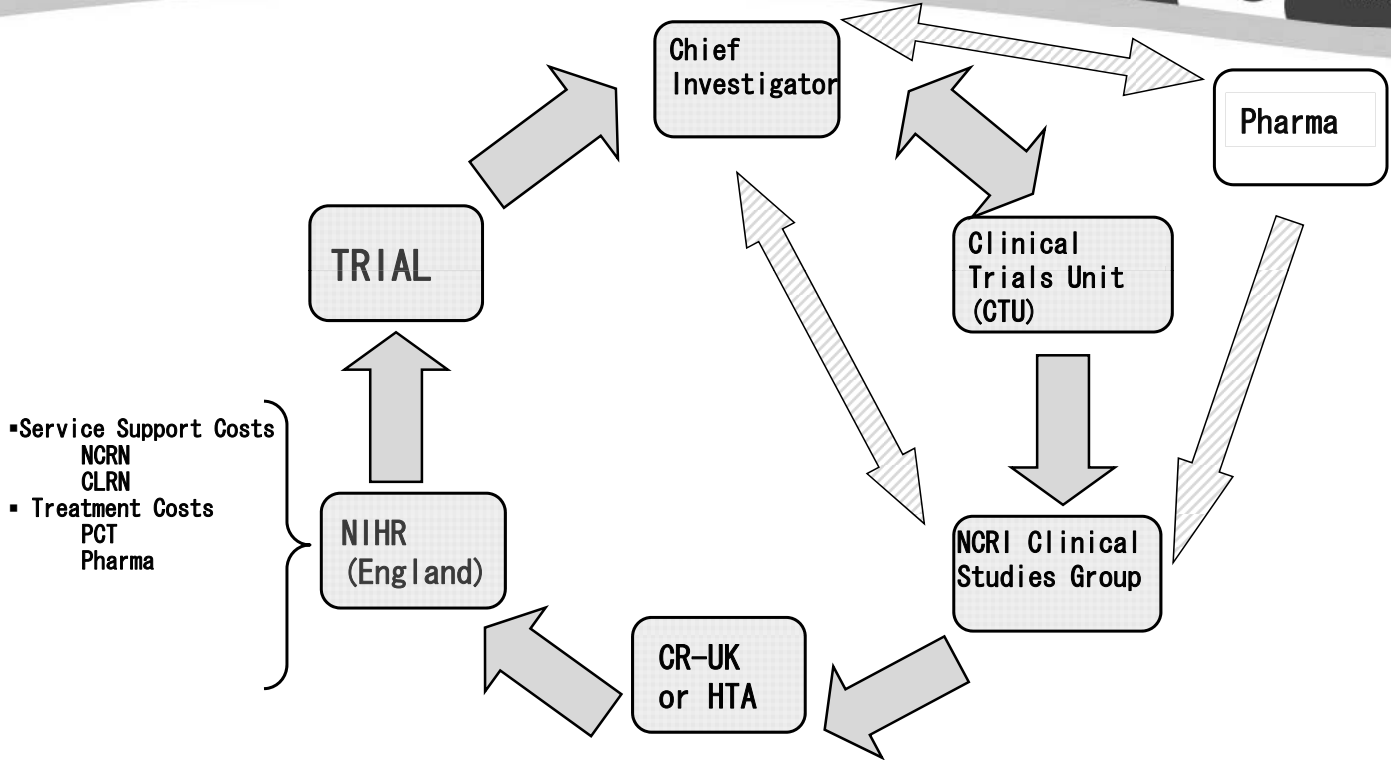 Chief
Investigator
Pharma
TRIAL
Clinical
Trials Unit
(CTU)
▪Service Support Costs
NCRN
CLRN
▪ Treatment Costs
PCT
Pharma
NIHR
(England)
NCRI Clinical
Studies Group
CR-UK
or HTA